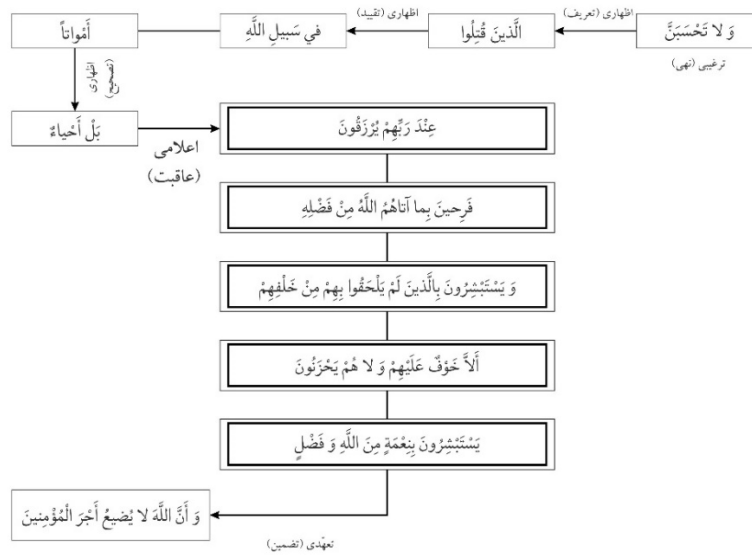 وَ لا تَحْسَبَنَّ
ترغیبی (نهی)
اظهاری (تعریف)
الَّذينَ قُتِلُوا
اظهاری (تقیید)
في سَبيلِ اللَّهِ
أَمْواتاً
اظهاری
(تصحیح)
بَلْ أَحْياءٌ
اعلامی
(عاقبت)
عِنْدَ رَبِّهِمْ يُرْزَقُونَ
فَرِحينَ بِما آتاهُمُ اللَّهُ مِنْ فَضْلِهِ
وَ يَسْتَبْشِرُونَ بِالَّذينَ لَمْ يَلْحَقُوا بِهِمْ مِنْ خَلْفِهِمْ
أَلاَّ خَوْفٌ عَلَيْهِمْ وَ لا هُمْ يَحْزَنُونَ
يَسْتَبْشِرُونَ بِنِعْمَةٍ مِنَ اللَّهِ وَ فَضْلٍ
وَ أَنَّ اللَّهَ لا يُضيعُ أَجْرَ الْمُؤْمِنينَ
تعهّدی (تضمین)